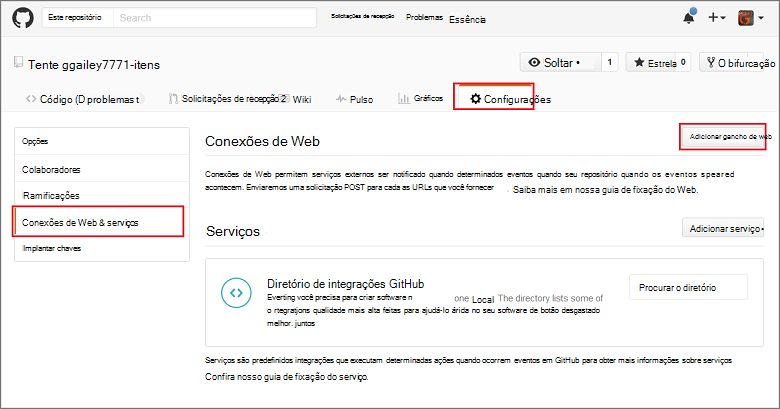 Este repositório Search Solicitações de recepção Problemas Essência
Tente ggailey7771-itens Soltar • 1 Estrela 0 O bifurcação
Código (D problemas t) Solicitações de recepção 2 Wiki Pulso Gráficos Configurações
Opções
Colaboradores
Ramificações
Conexões de Web & serviços
Implantar chaves
Conexões de Web Adicionar gancho de web
Conexões de Web permitem serviços externos ser notificado quando determinados eventos quando seu repositório quando o s eventos speared
acontecem. Enviaremos uma solicitação POST para cada as URLs que você fornecer . Saiba mais em nossa guia de fixação do Web.
Serviços Adicionar serviço•
Diretório de integrações GitHub
Everting você precisa para criar software n one Local The directory lists some of
o rtegrations qualidade mais alta feitas para ajudá-lo árida no seu software de botão desgastado
melhor. juntos
Procurar o diretório
Serviços são predefinidos integrações que executam determinadas ações quando ocorrem eventos em GitHub para obter mais informações sobre serviços
Confira nosso guia de fixação do serviço.